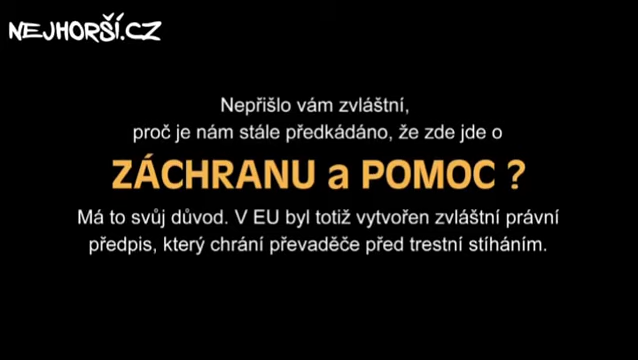 NEJHORŠÍ.CZ
Nepřišlo vám zvláštní,
proč je nám stále předkádáno, že zde jde o
ZÁCHRANU a POMOC ?
Má to svůj důvod. V EU byl totiž vytvořen zvláštní právní
předpis, který chrání převaděče před trestní stíháním.